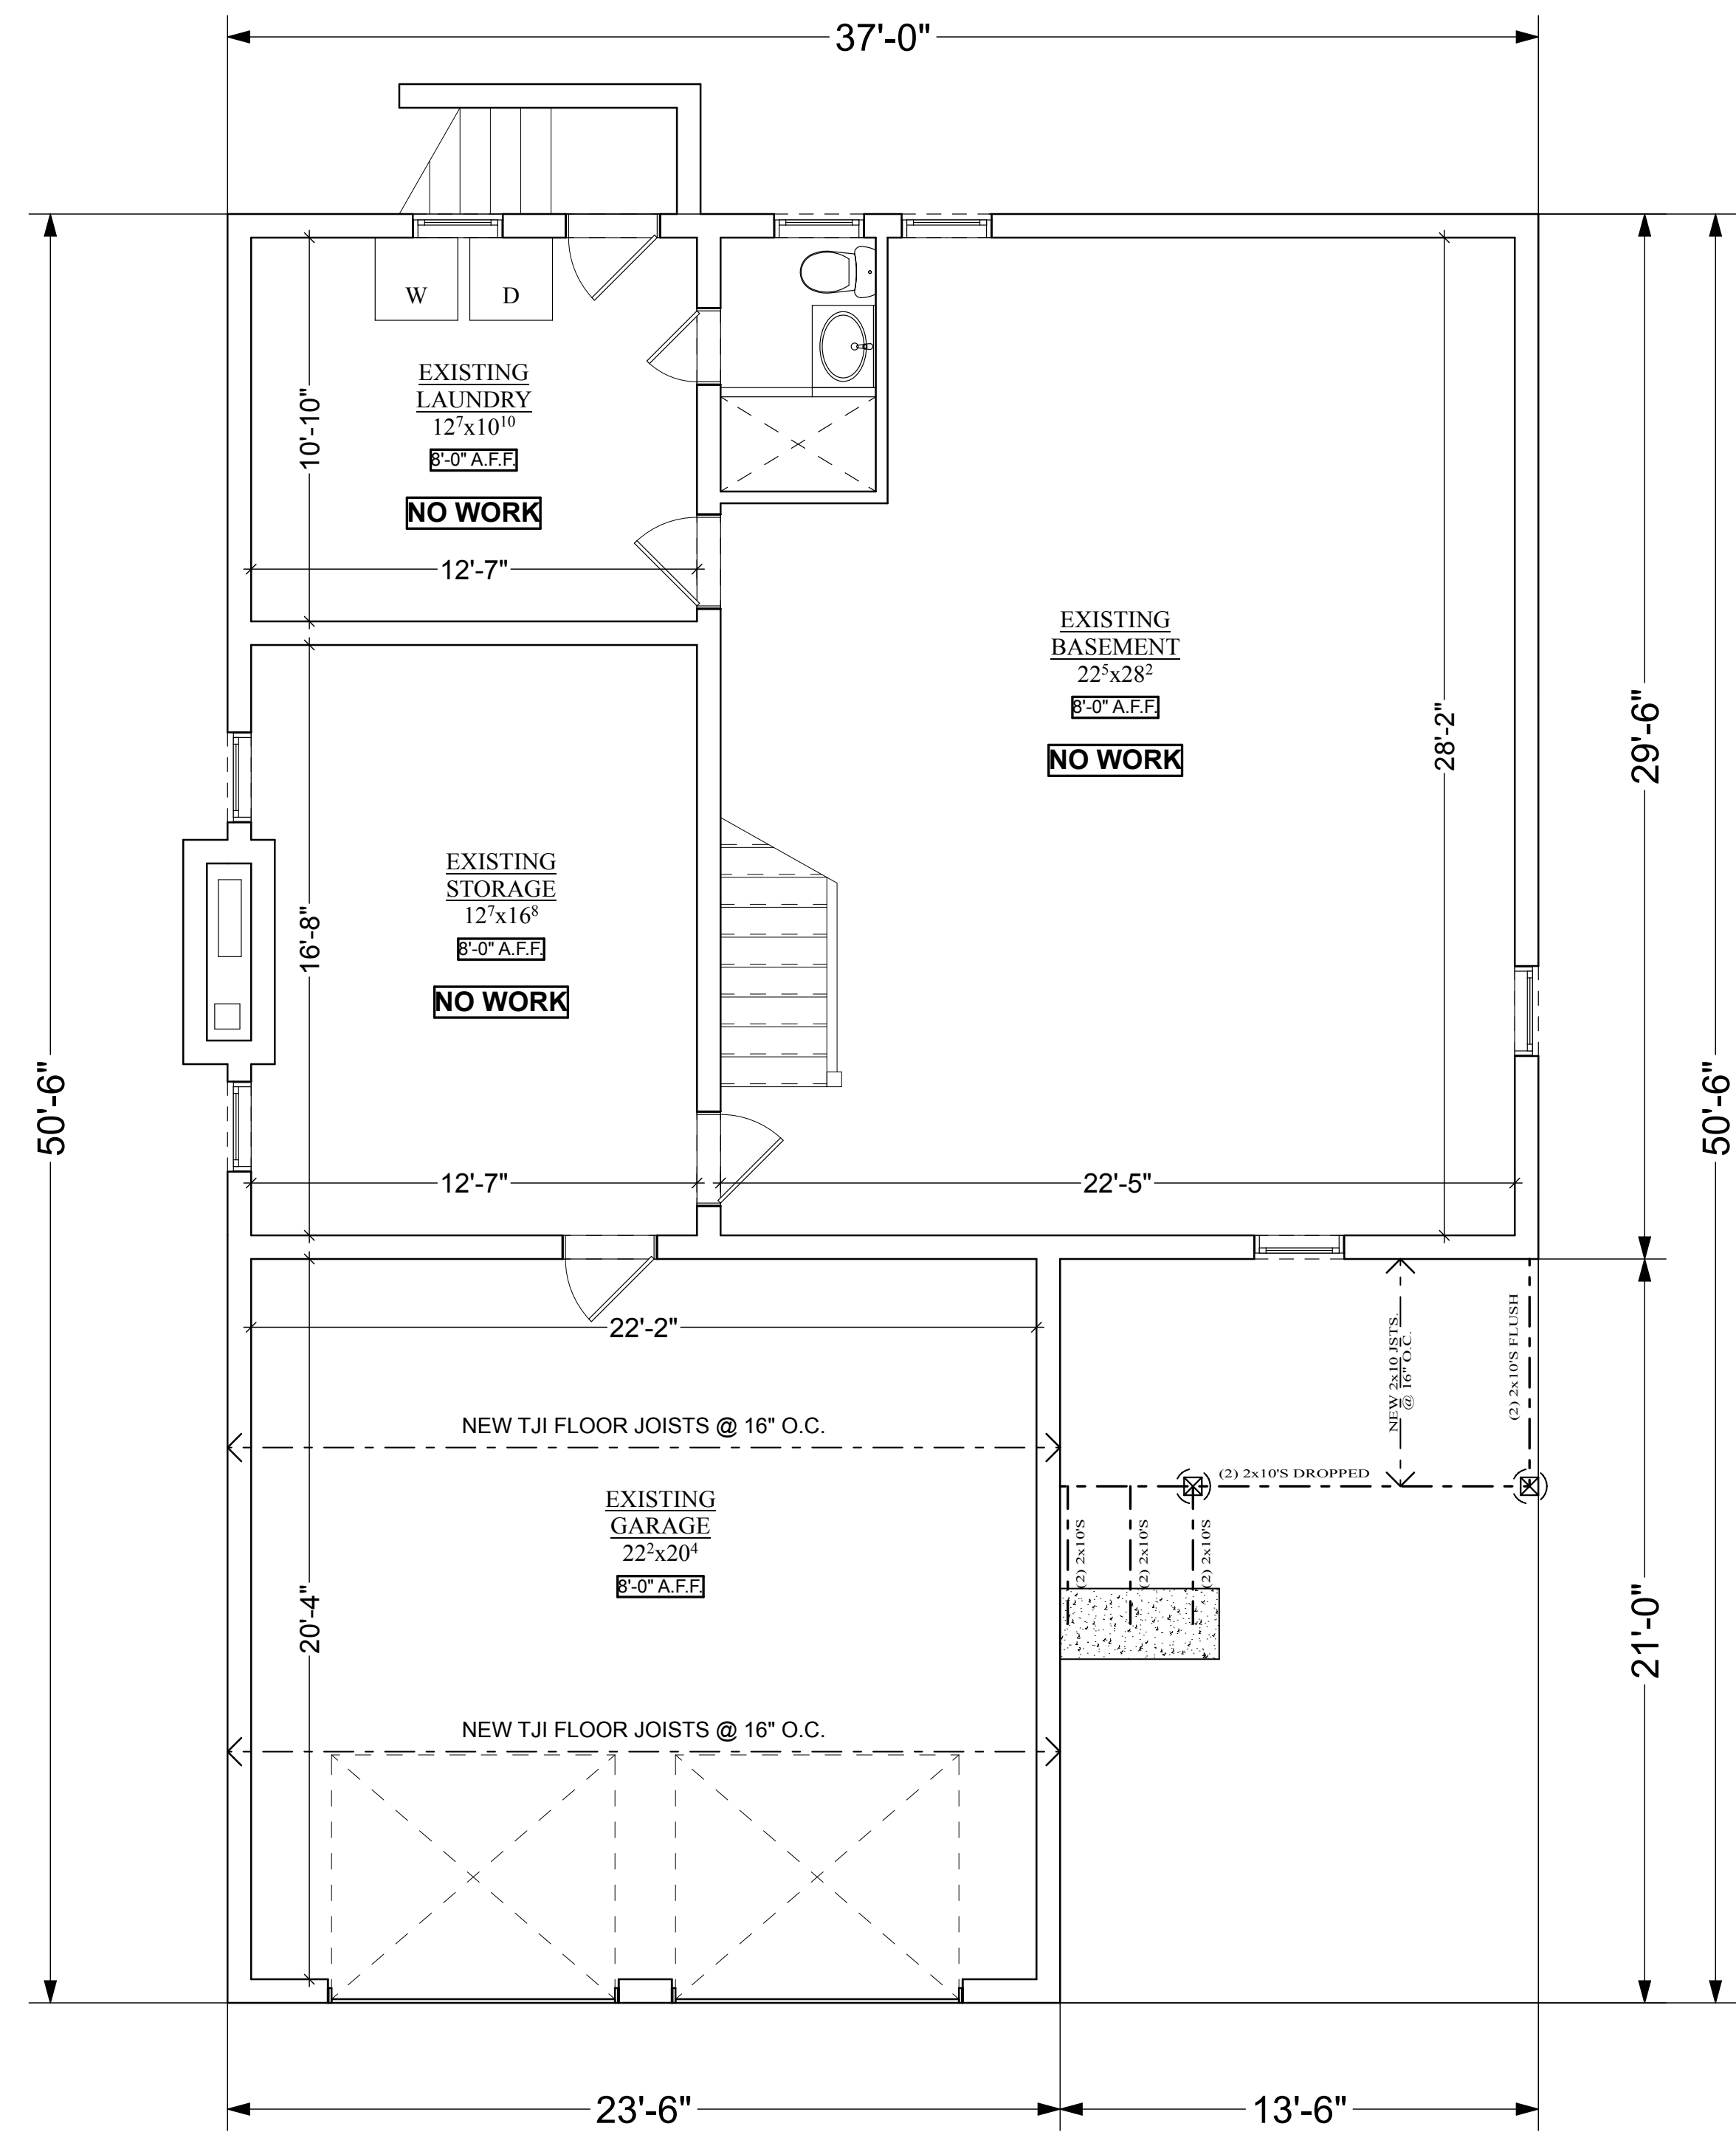 37'-0"
W
D
EXISTING
LAUNDRY
12⁷x10¹⁰
8'-0" A.F.F.
NO WORK
10'-10"
12'-7"
EXISTING
BASEMENT
22⁵x28²
8'-0" A.F.F.
NO WORK
28'-2"
29'-6"
EXISTING
STORAGE
12⁷x16⁸
8'-0" A.F.F.
NO WORK
16'-8"
50'-6"
50'-6"
12'-7"
22'-5"
22'-2"
NEW 2x10 JSTS.
@ 16" O.C.
(2) 2x10'S FLUSH
NEW TJI FLOOR JOISTS @ 16" O.C.
(2) 2x10'S DROPPED
EXISTING
GARAGE
22²x20⁴
8'-0" A.F.F.
(2) 2x10'S
(2) 2x10'S
(2) 2x10'S
20'-4"
21'-0"
NEW TJI FLOOR JOISTS @ 16" O.C.
23'-6"
13'-6"